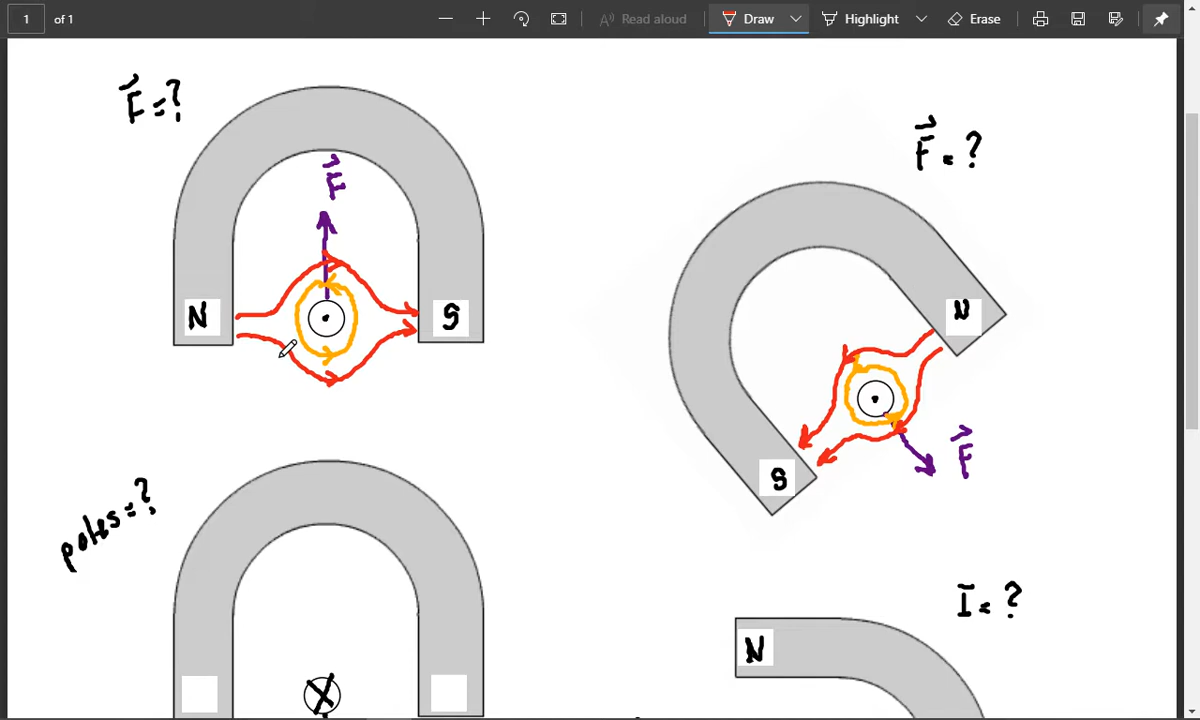 1 of 1
Read aloud
Draw
Highlight
Erase
F = ?
F
N
S
F = ?
N
S
F
poles = ?
I = ?
N